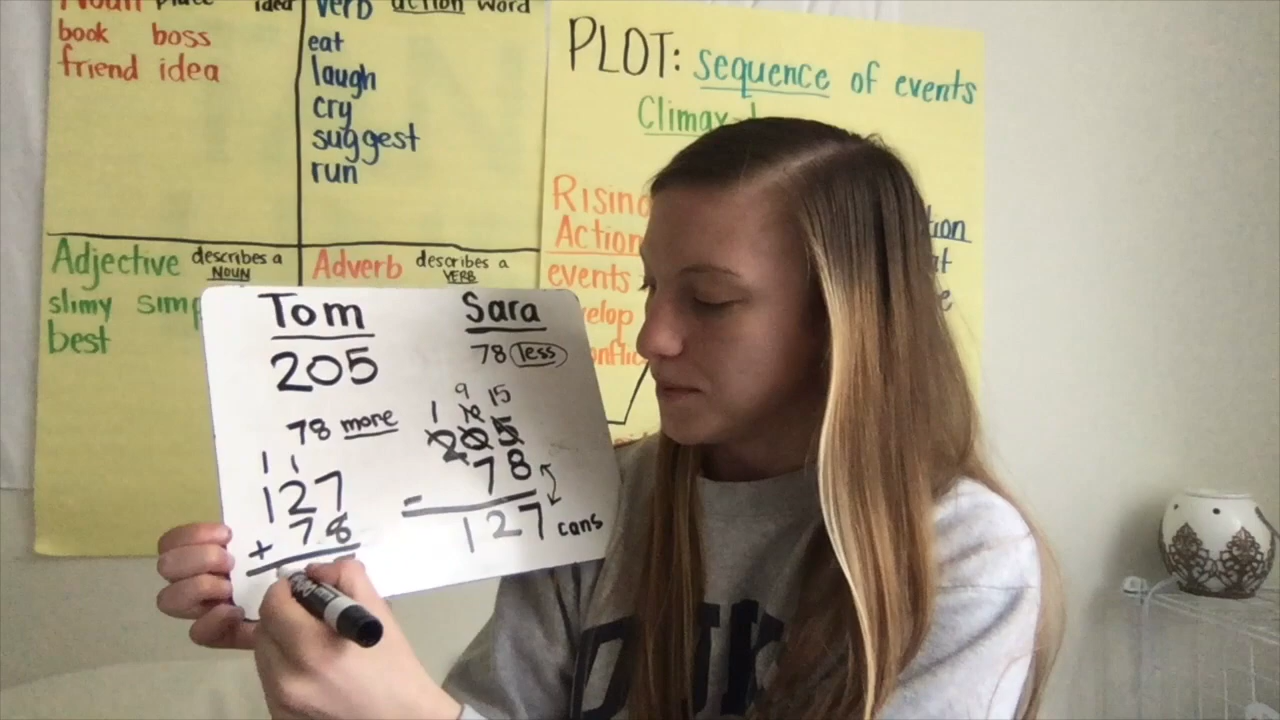 Noun place idea
book boss
friend idea
Verb action word
eat
laugh
cry
suggest
run
Adjective describes a
NOUN
slimy
best
Adverb describes a
VERB
PLOT: sequence of events
Climax
Rising
Action
events
Tom
205
78 more
1 1
127
+ 78
Sara
78 less
9 15
1 10
205
- 78
127 cans